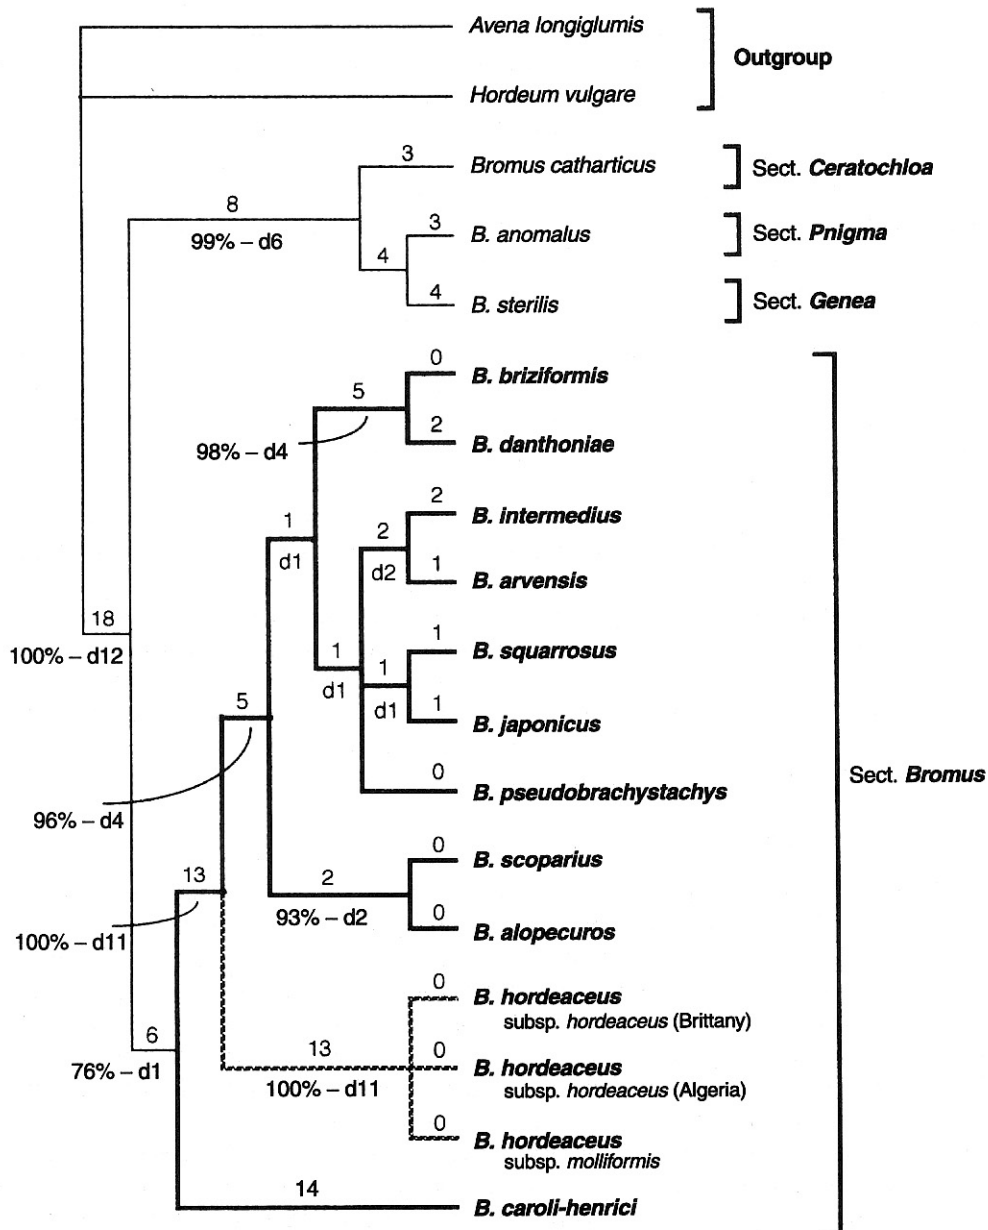 Avena longiglumis
Outgroup
Hordeum vulgare
3
Bromus catharticus
Sect. Ceratochloa
8
99% – d6
3
B. anomalus
Sect. Pnigma
4
4
B. sterilis
Sect. Genea
0
B. briziformis
5
98% – d4
2
B. danthoniae
2
B. intermedius
1
2
d1
d2
1
B. arvensis
18
100% – d12
1
B. squarrosus
1
1
d1
d1
1
B. japonicus
5
0
B. pseudobrachystachys
Sect. Bromus
96% – d4
0
B. scoparius
13
2
93% – d2
0
B. alopecuros
100% – d11
0
B. hordeaceus
subsp. hordeaceus (Brittany)
6
76% – d1
13
100% – d11
0
B. hordeaceus
subsp. hordeaceus (Algeria)
0
B. hordeaceus
subsp. molliformis
14
B. caroli-henrici